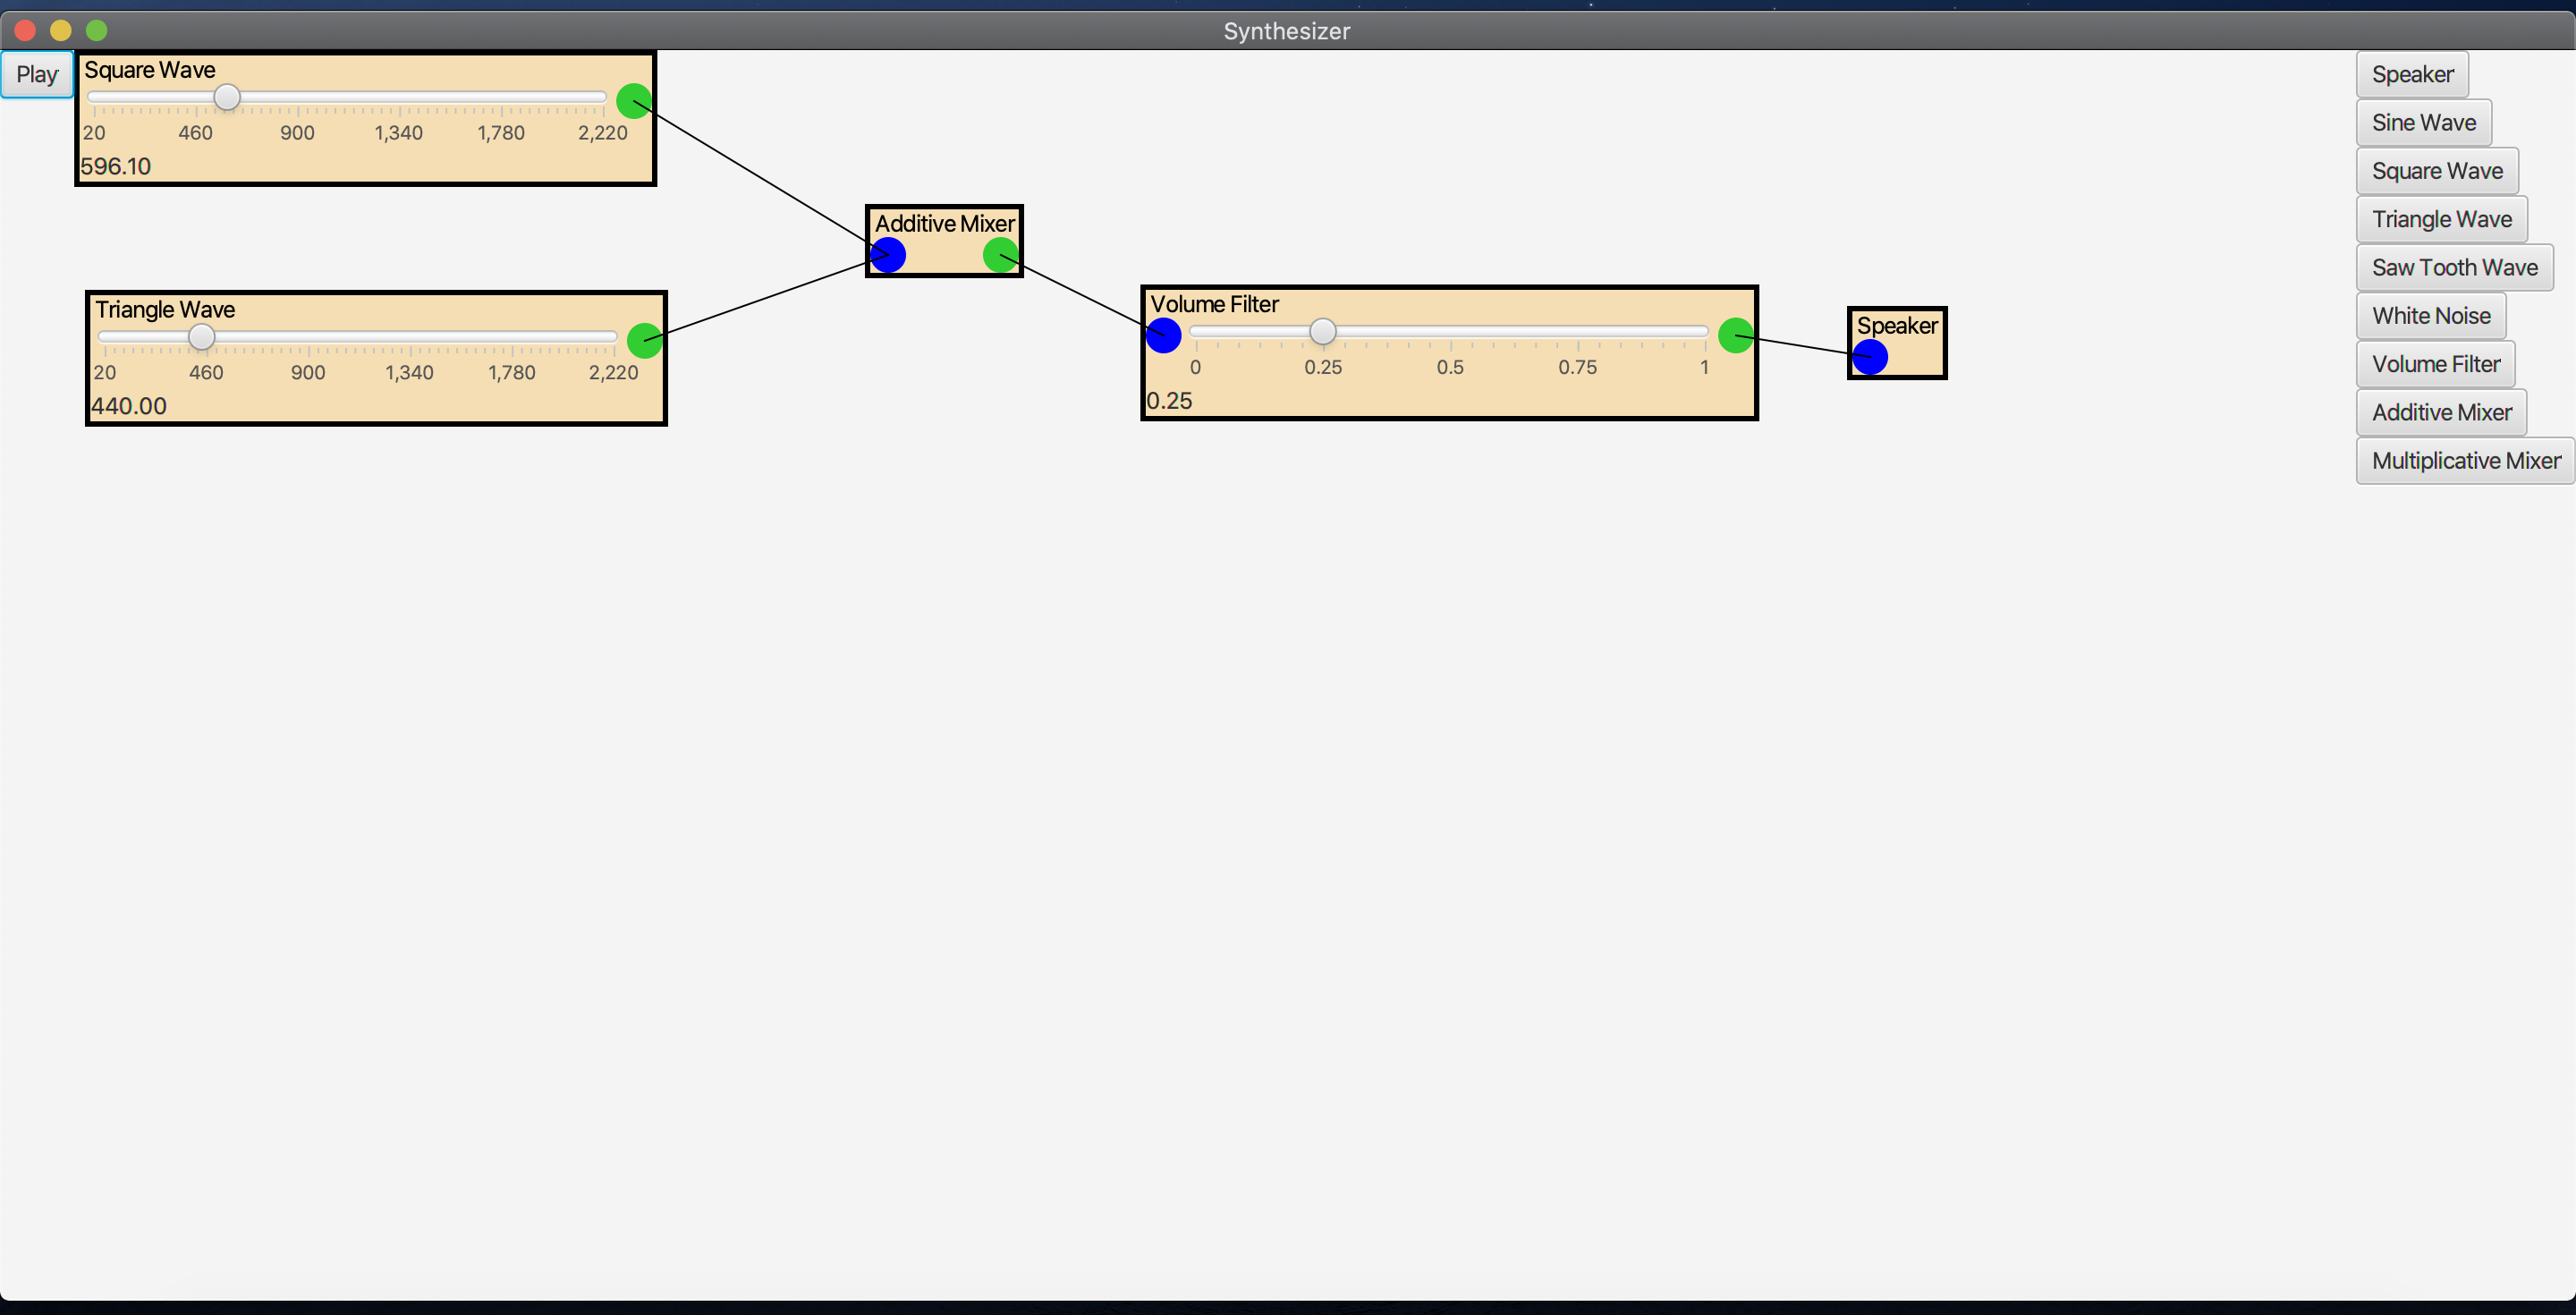 Synthesizer
Play
Square Wave
20 460 900 1,340 1,780 2,220
596.10
Triangle Wave
20 460 900 1,340 1,780 2,220
440.00
Additive Mixer
Volume Filter
0 0.25 0.5 0.75 1
0.25
Speaker
Speaker
Sine Wave
Square Wave
Triangle Wave
Saw Tooth Wave
White Noise
Volume Filter
Additive Mixer
Multiplicative Mixer